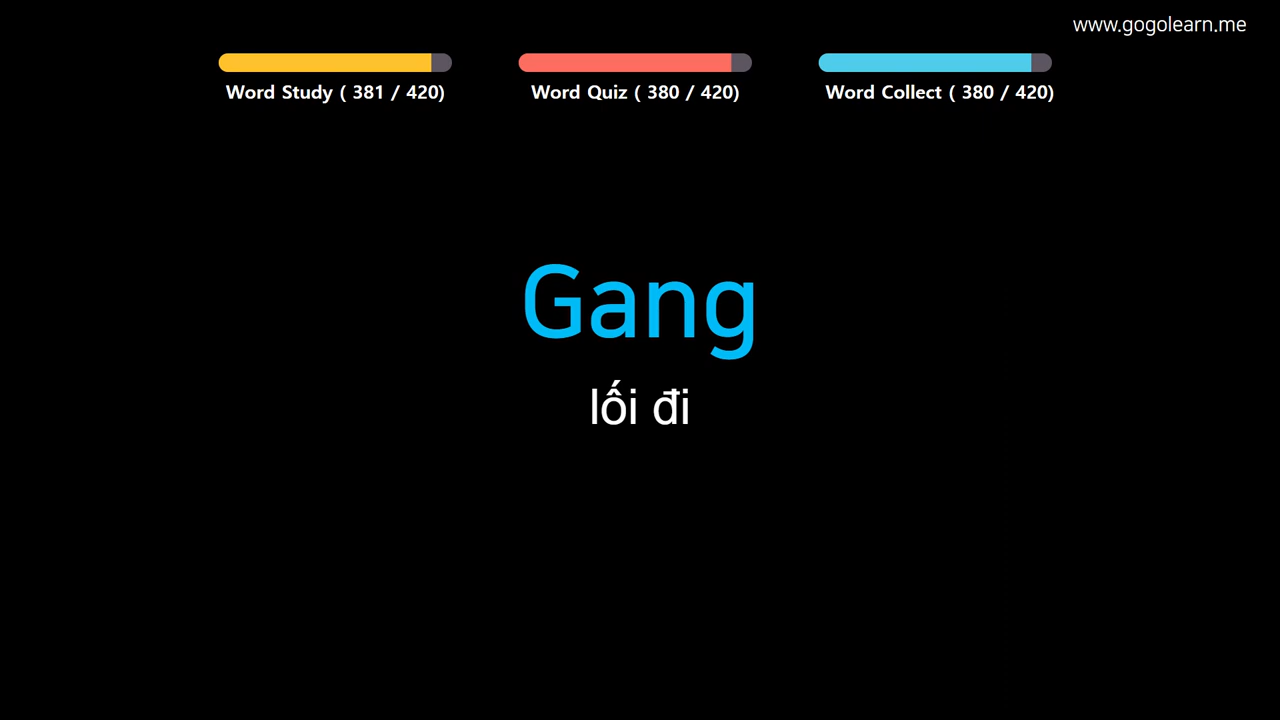 www.gogolearn.me
Word Study ( 381 / 420)
Word Quiz ( 380 / 420)
Word Collect ( 380 / 420)
Gang
lối đi